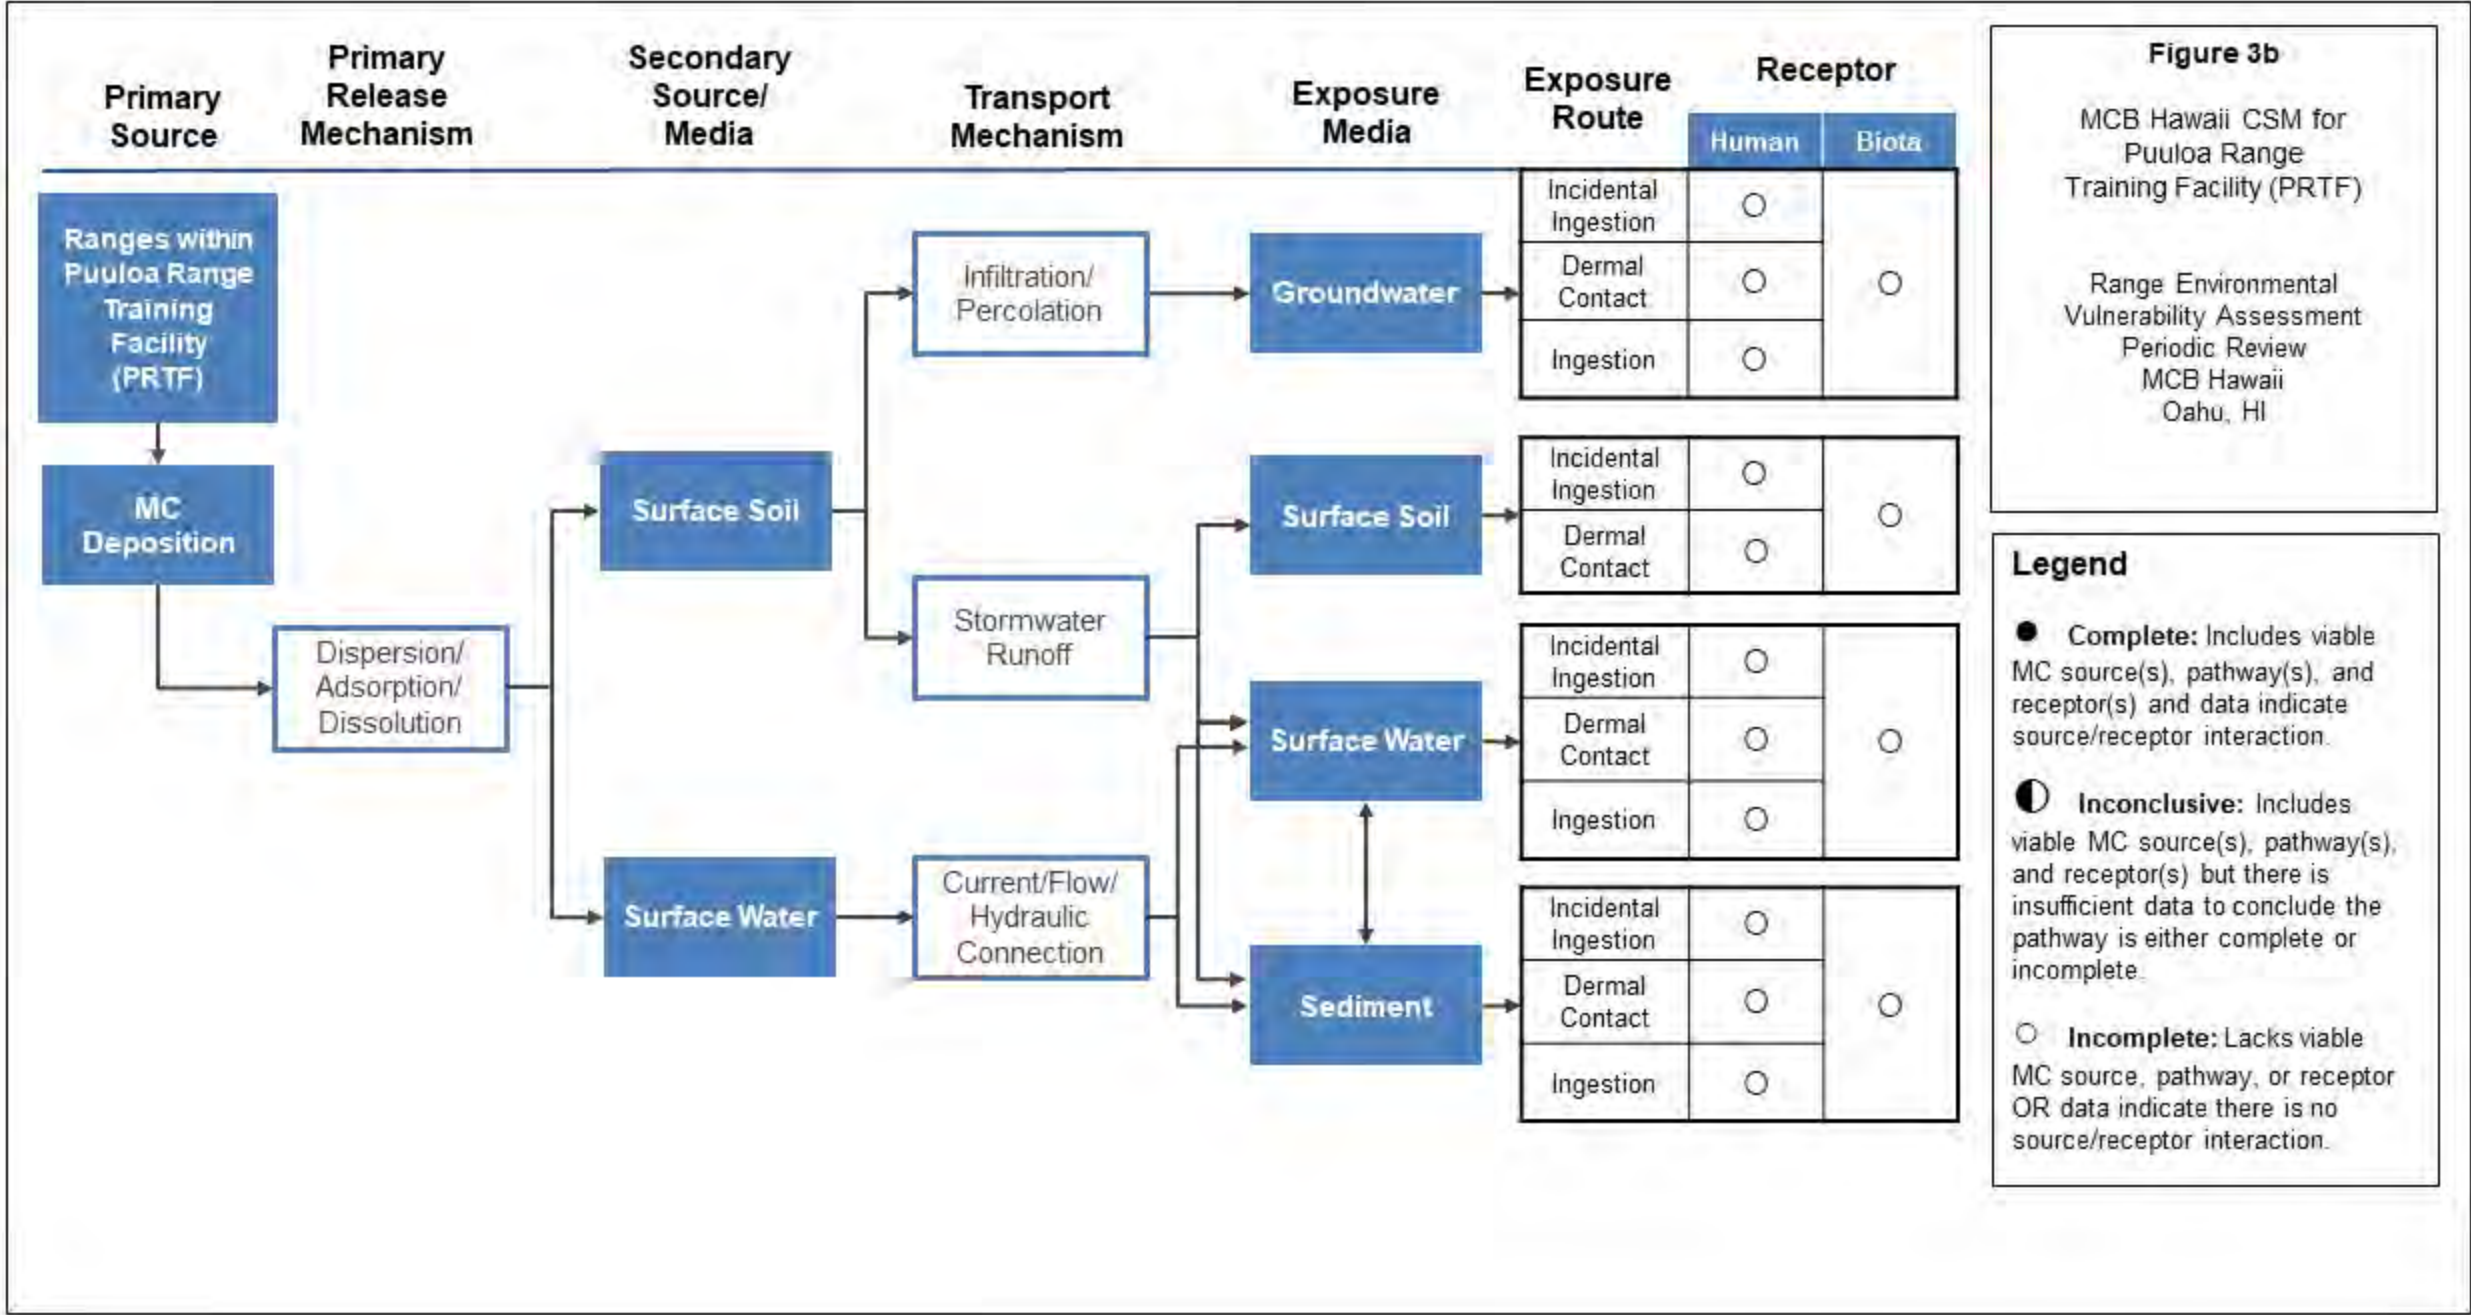 Primary
Source
Primary
Release
Mechanism
Secondary
Source/
Media
Transport
Mechanism
Exposure
Media
Exposure
Route
Receptor
Human
Biota
Ranges within
Puuloa Range
Training
Facility
(PRTF)
MC
Deposition
Dispersion/
Adsorption/
Dissolution
Surface Soil
Surface Water
Infiltration/
Percolation
Stormwater
Runoff
Current/Flow/
Hydraulic
Connection
Groundwater
Surface Soil
Surface Water
Sediment
Incidental
Ingestion
Dermal
Contact
Ingestion
Incidental
Ingestion
Dermal
Contact
Incidental
Ingestion
Dermal
Contact
Ingestion
Incidental
Ingestion
Dermal
Contact
Ingestion
Figure 3b
MCB Hawaii CSM for
Puuloa Range
Training Facility (PRTF)
Range Environmental
Vulnerability Assessment
Periodic Review
MCB Hawaii
Oahu, HI
Legend
Complete: Includes viable
MC source(s), pathway(s), and
receptor(s) and data indicate
source/receptor interaction.
Inconclusive: Includes
viable MC source(s), pathway(s),
and receptor(s) but there is
insufficient data to conclude the
pathway is either complete or
incomplete.
Incomplete: Lacks viable
MC source, pathway, or receptor
OR data indicate there is no
source/receptor interaction.